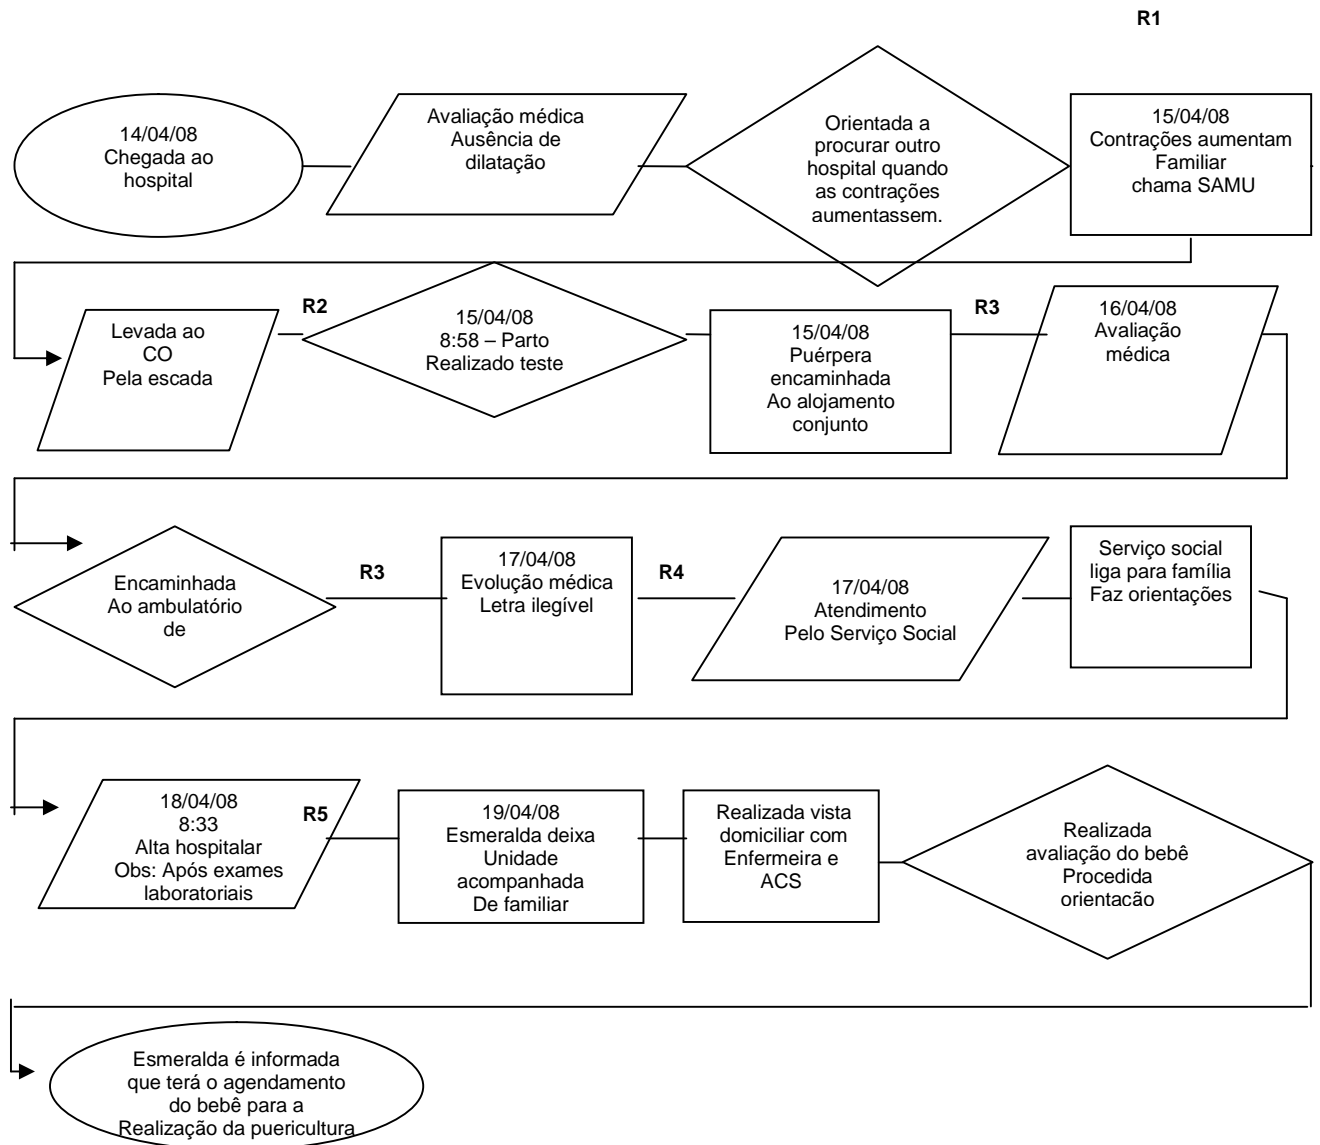 R1
14/04/08
Chegada ao
hospital
Avaliação médica
Ausência de
dilatação
Orientada a
procurar outro
hospital quando
as contrações
aumentassem.
15/04/08
Contrações aumentam
Familiar
chama SAMU
Levada ao
CO
Pela escada
R2
15/04/08
8:58 – Parto
Realizado teste
15/04/08
Puérpera
encaminhada
Ao alojamento
conjunto
R3
16/04/08
Avaliação
médica
Encaminhada
Ao ambulatório
de
R3
17/04/08
Evolução médica
Letra ilegível
R4
17/04/08
Atendimento
Pelo Serviço Social
Serviço social
liga para família
Faz orientações
18/04/08
8:33
Alta hospitalar
Obs: Após exames
laboratoriais
R5
19/04/08
Esmeralda deixa
Unidade
acompanhada
De familiar
Realizada vista
domiciliar com
Enfermeira e
ACS
Realizada
avaliação do bebê
Procedida
orientacão
Esmeralda é informada
que terá o agendamento
do bebê para a
Realização da puericultura